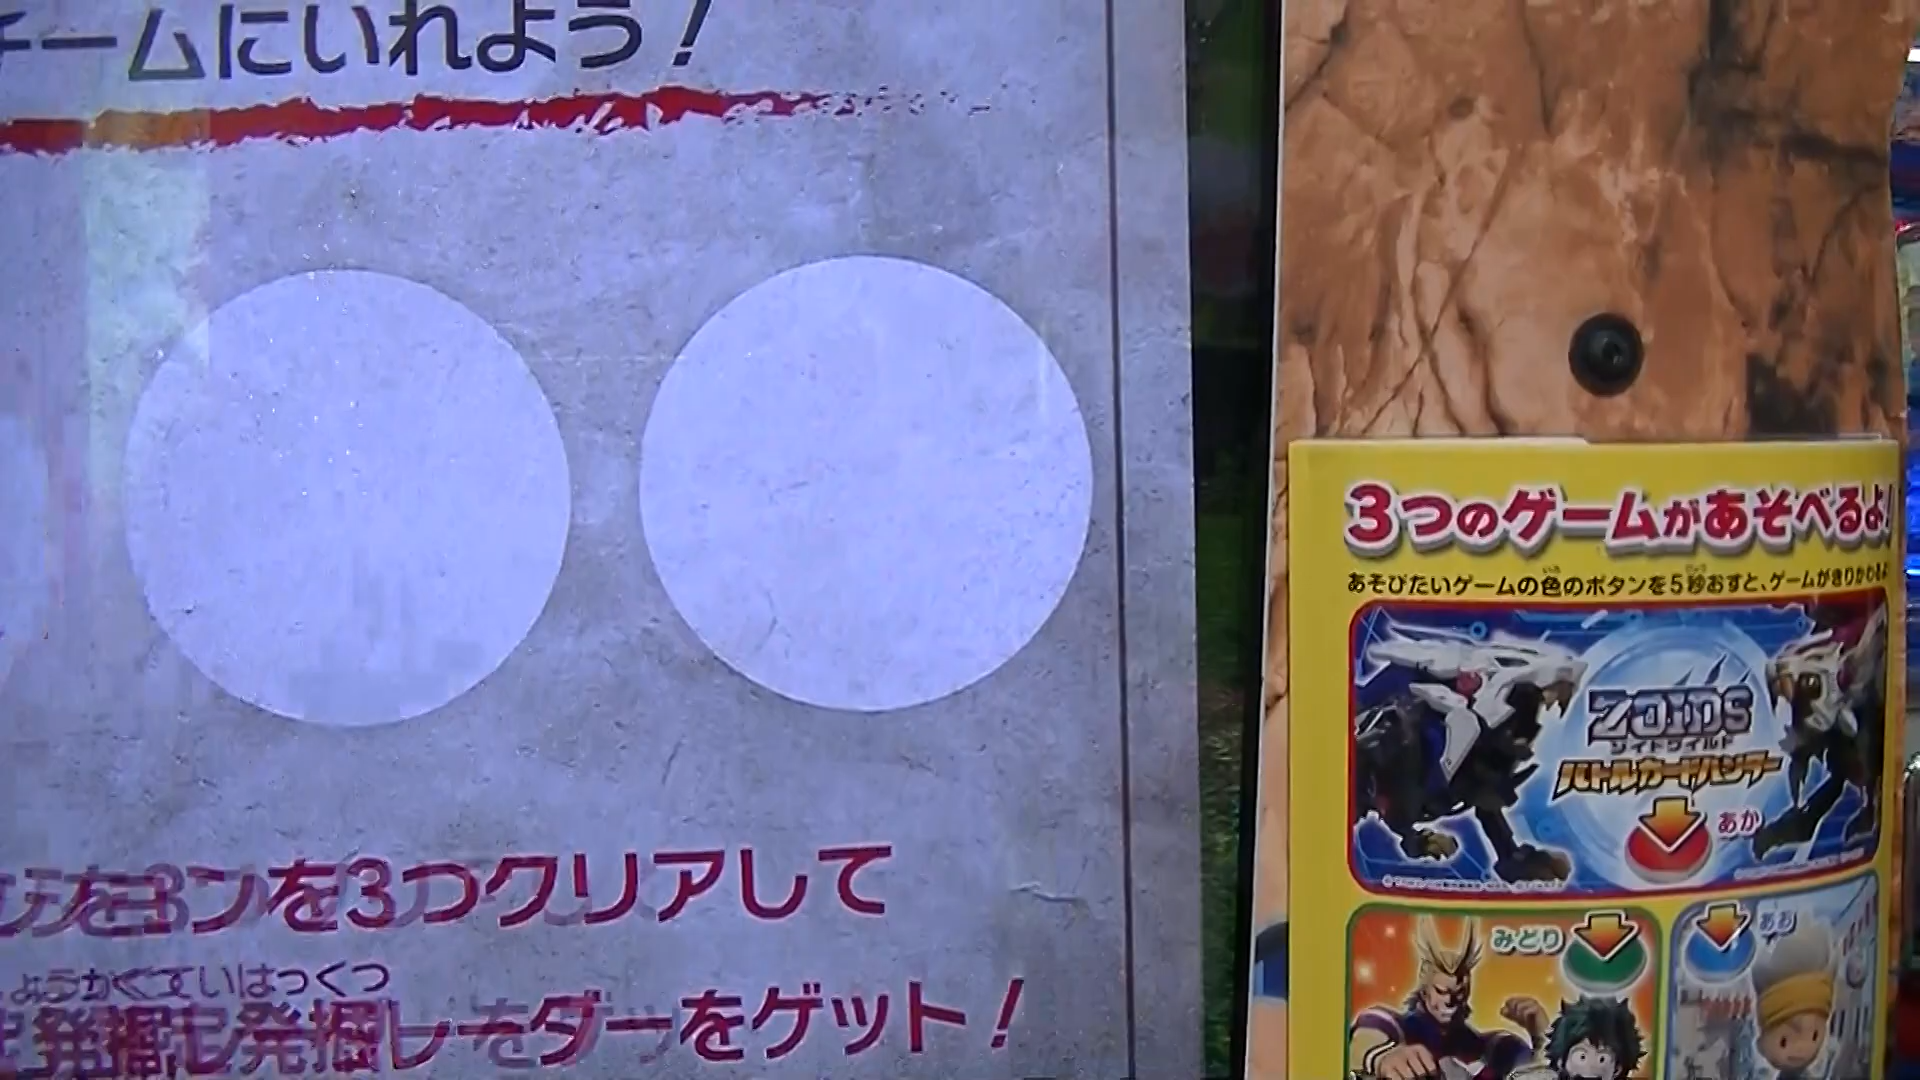 チームにいれよう！
ンを3つクリアして
発掘レーダーをゲット！
3つのゲームがあそべるよ！
あそびたいゲームの色のボタンを5秒おすと、ゲームがきりかわるよ
ZOIDS
ゾイドワイルド
バトルカードハンター
あか
みどり
あお